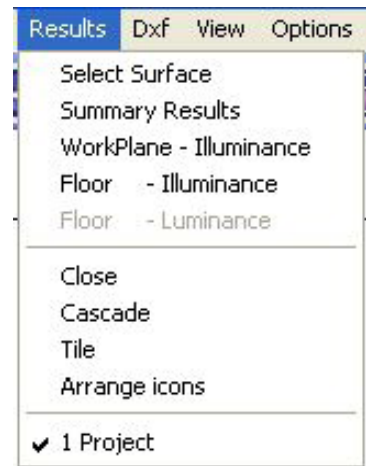 Results Dxf View Options
Select Surface
Summary Results
WorkPlane - Illuminance
Floor - Illuminance
Floor - Luminance
Close
Cascade
Tile
Arrange icons
✔ 1 Project